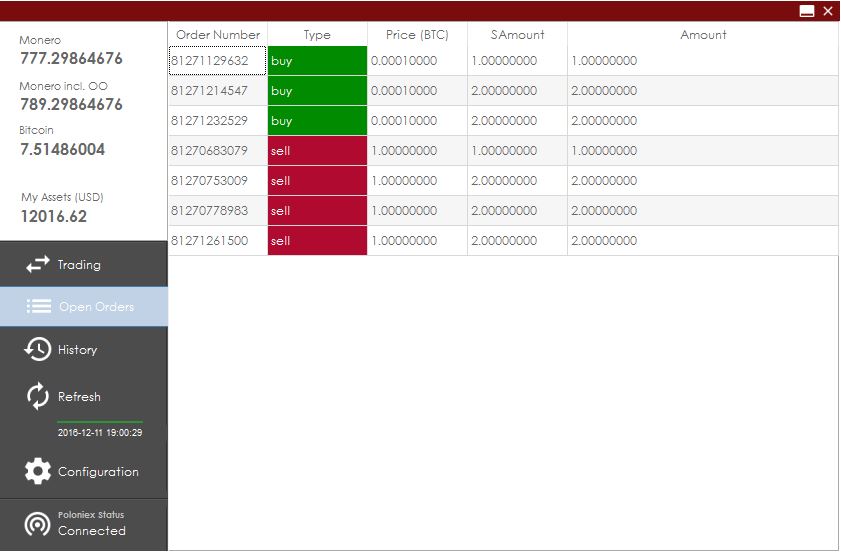 Monero
777.29864676
Monero incl. OO
789.29864676
Bitcoin
7.51486004
My Assets (USD)
12016.62
Trading
Open Orders
History
Refresh
2016-12-11 19:00:29
Configuration
Poloniex Status
Connected
Order Number Type Price (BTC) SAmount Amount
81271129632 buy 0.00010000 1.00000000 1.00000000
81271214547 buy 0.00010000 2.00000000 2.00000000
81271232529 buy 0.00010000 2.00000000 2.00000000
81270683079 sell 1.00000000 1.00000000 1.00000000
81270753009 sell 1.00000000 2.00000000 2.00000000
81270778983 sell 1.00000000 2.00000000 2.00000000
81271261500 sell 1.00000000 2.00000000 2.00000000